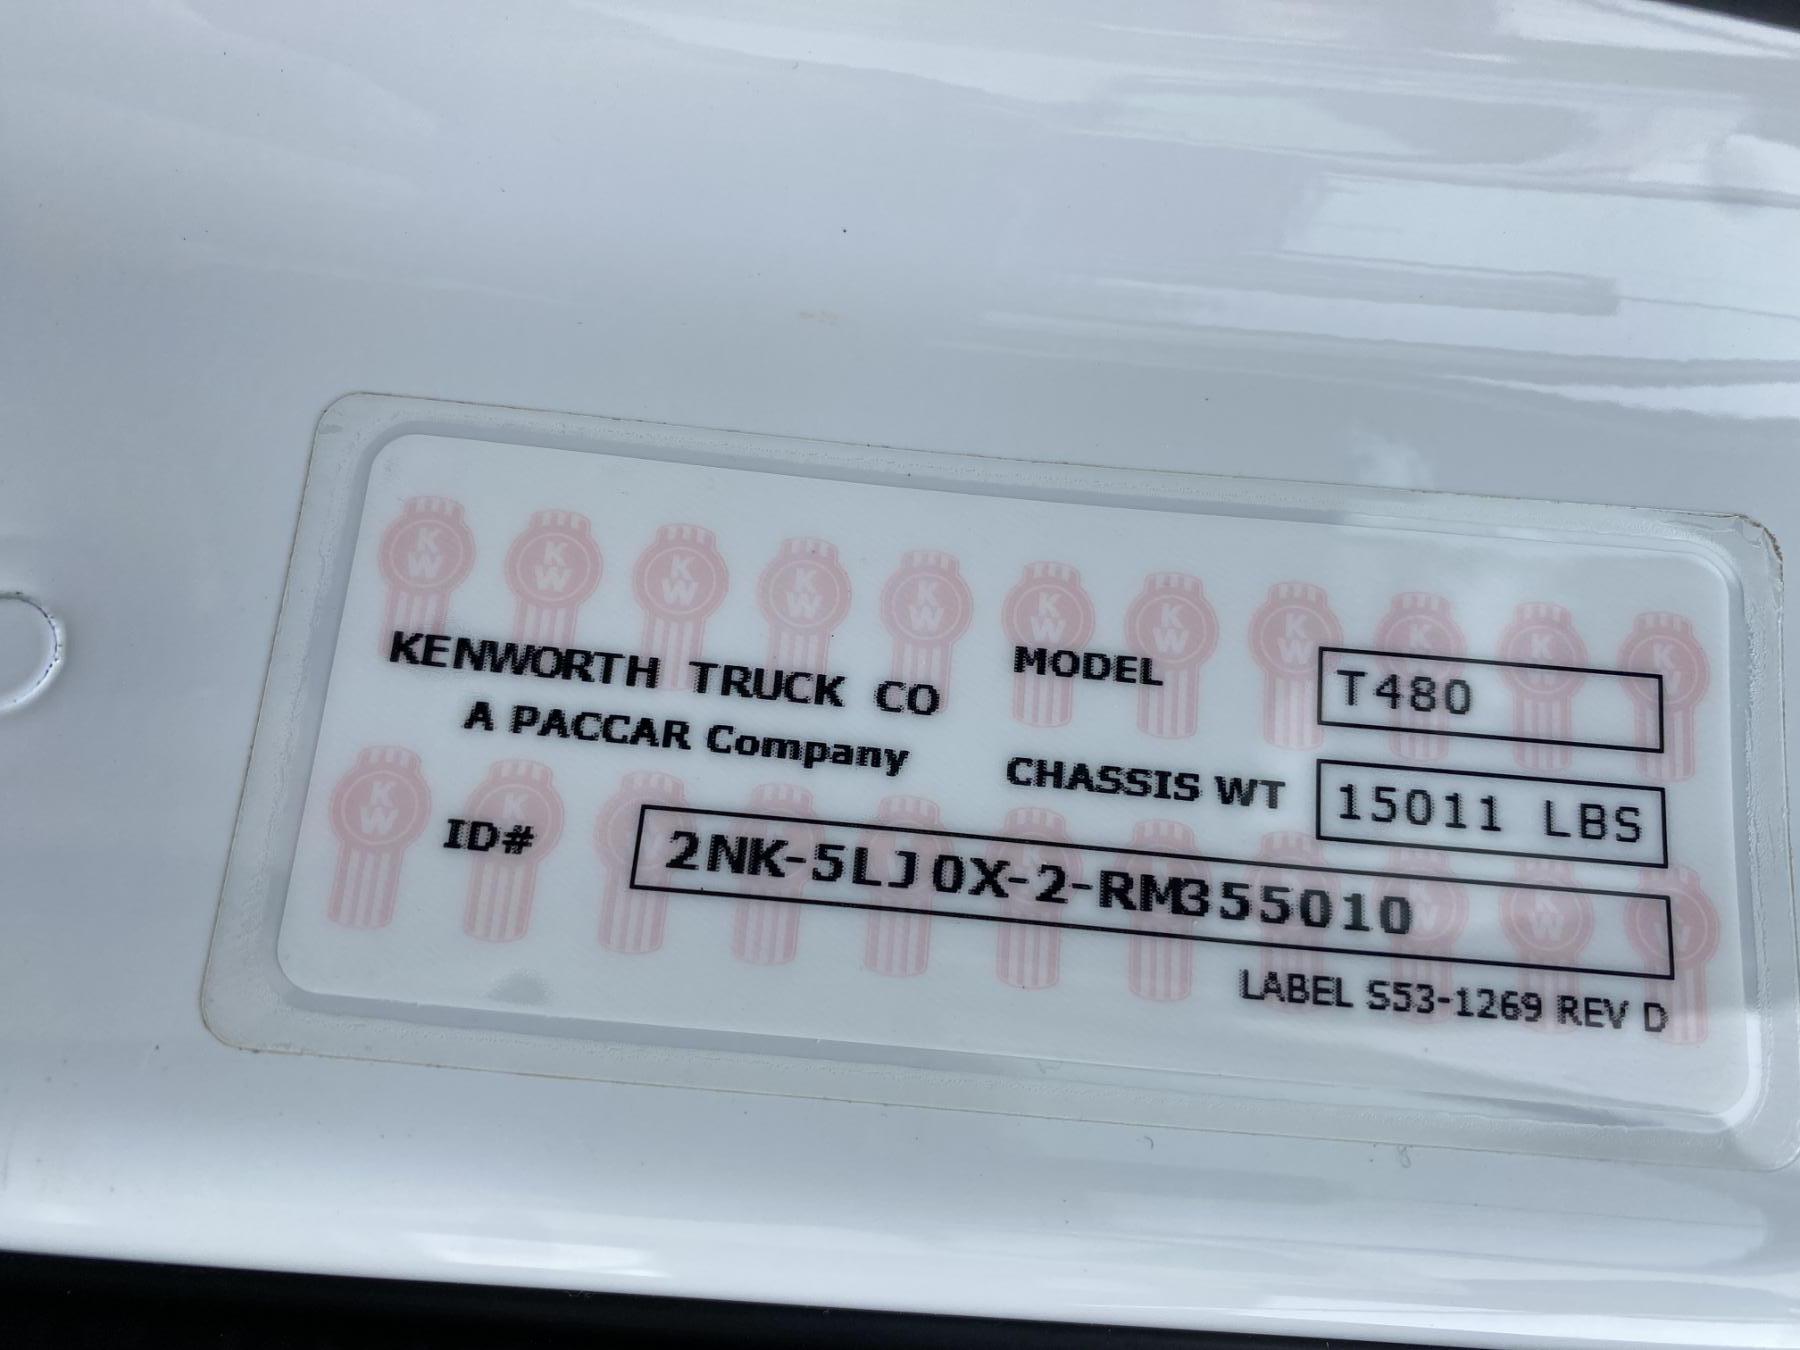 KENWORTH TRUCK CO
A PACCAR Company
MODEL T480
CHASSIS WT 15011 LBS
ID# 2NK-5LJ0X-2-RM355010
LABEL S53-1269 REV D